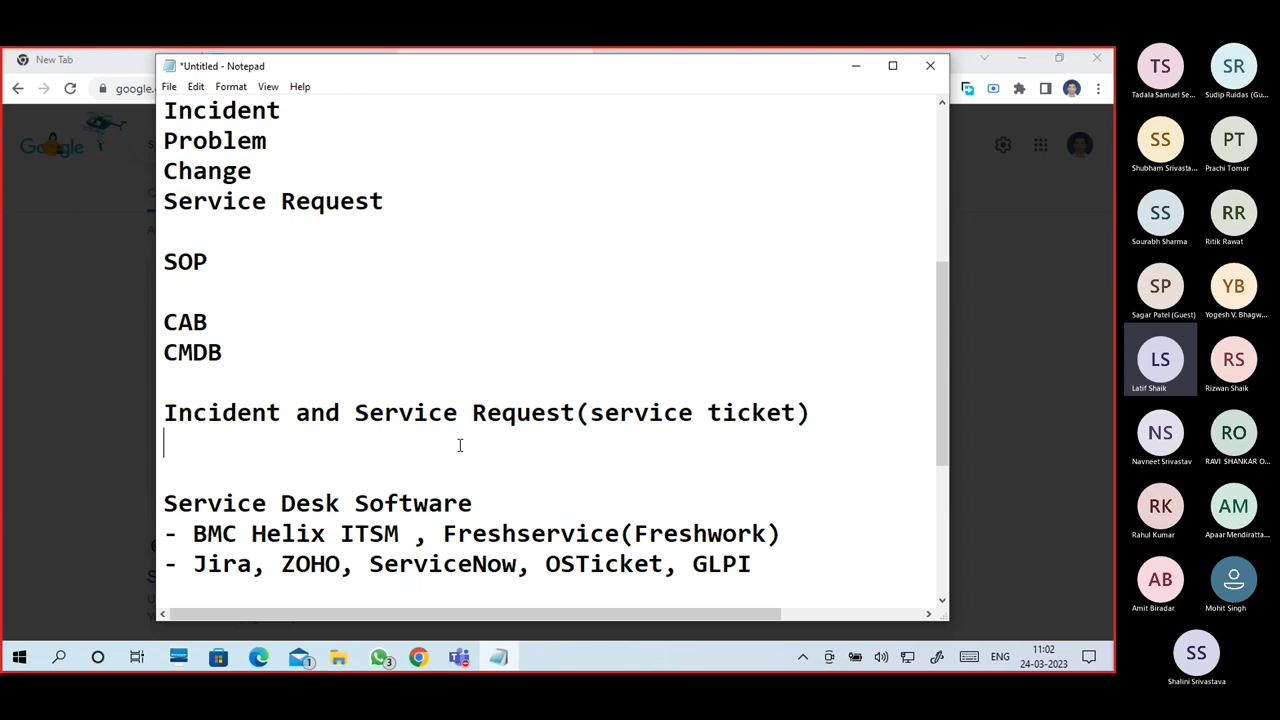 New Tab
*Untitled - Notepad
File Edit Format View Help
google.
Google
Incident
Problem
Change
Service Request
SOP
CAB
CMDB
Incident and Service Request(service ticket)
Service Desk Software
- BMC Helix ITSM , Freshservice(Freshwork)
- Jira, ZOHO, ServiceNow, OSTicket, GLPI
1
3
ENG
11:02
24-03-2023
TS
Tadala Samuel Se...
SR
Sudip Ruidas (Gu...
SS
Shubham Srivasta...
PT
Prachi Tomar
SS
Sourabh Sharma
RR
Ritik Rawat
SP
Sagar Patel (Guest)
YB
Yogesh V. Bhagw...
LS
Latif Shaik
RS
Rizwan Shaik
NS
Navneet Srivastav
RO
RAVI SHANKAR O...
RK
Rahul Kumar
AM
Apaar Mendiratta...
AB
Amit Biradar
Mohit Singh
SS
Shalini Srivastava